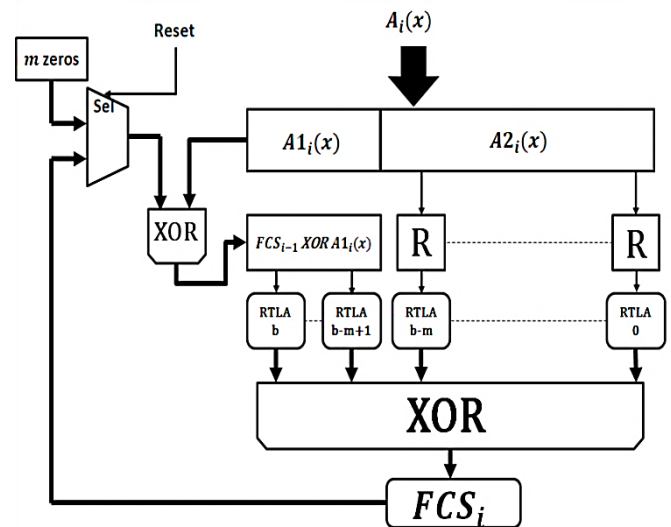 Reset
A_i(x)
m zeros
Sel
A1_i(x)
A2_i(x)
XOR
FCS_{i-1} XOR A1_i(x)
R
R
RTLA
b
RTLA
b-m+1
RTLA
b-m
RTLA
0
XOR
FCS_i